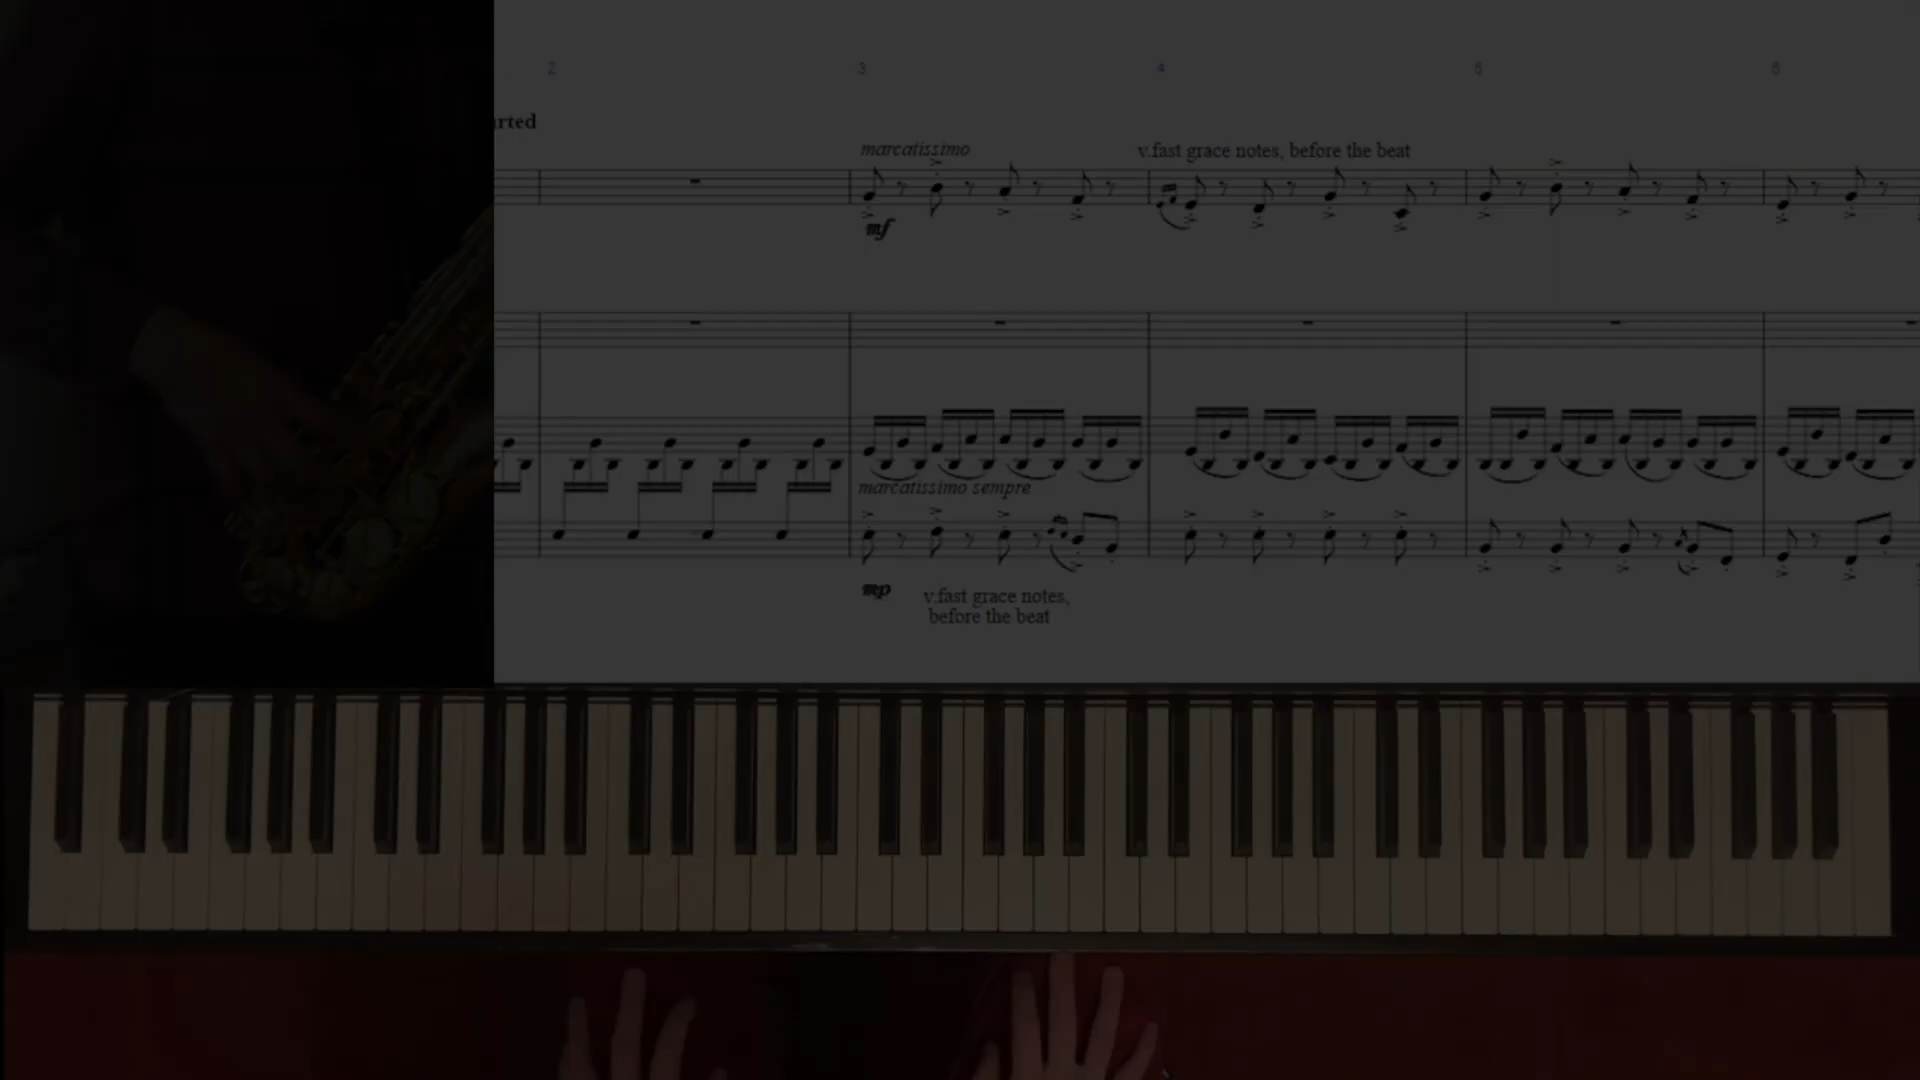 2 3 4 5 6
arted
marcatissimo
v.fast grace notes, before the beat
mf
marcatissimo sempre
mp
v.fast grace notes,
before the beat